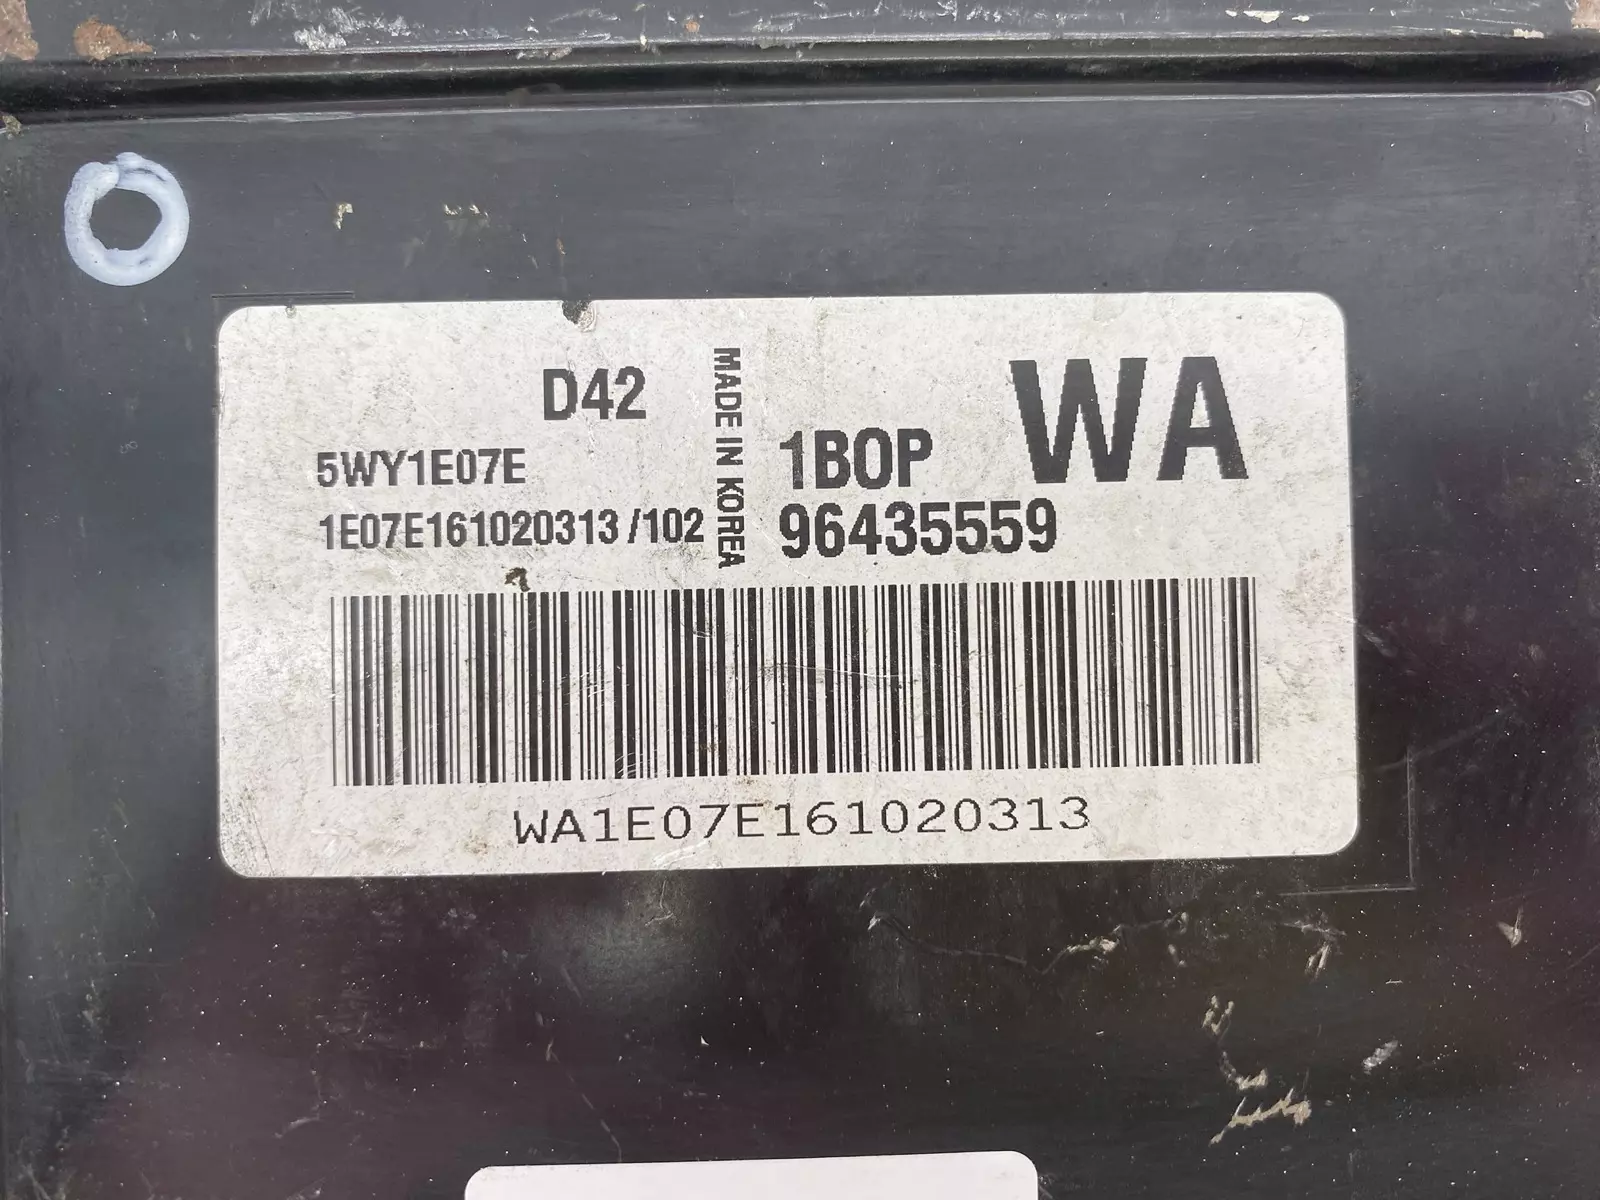 D42
5WY1E07E
1E07E161020313 /102
MADE IN KOREA
WA
1BOP
96435559
WA1E07E161020313